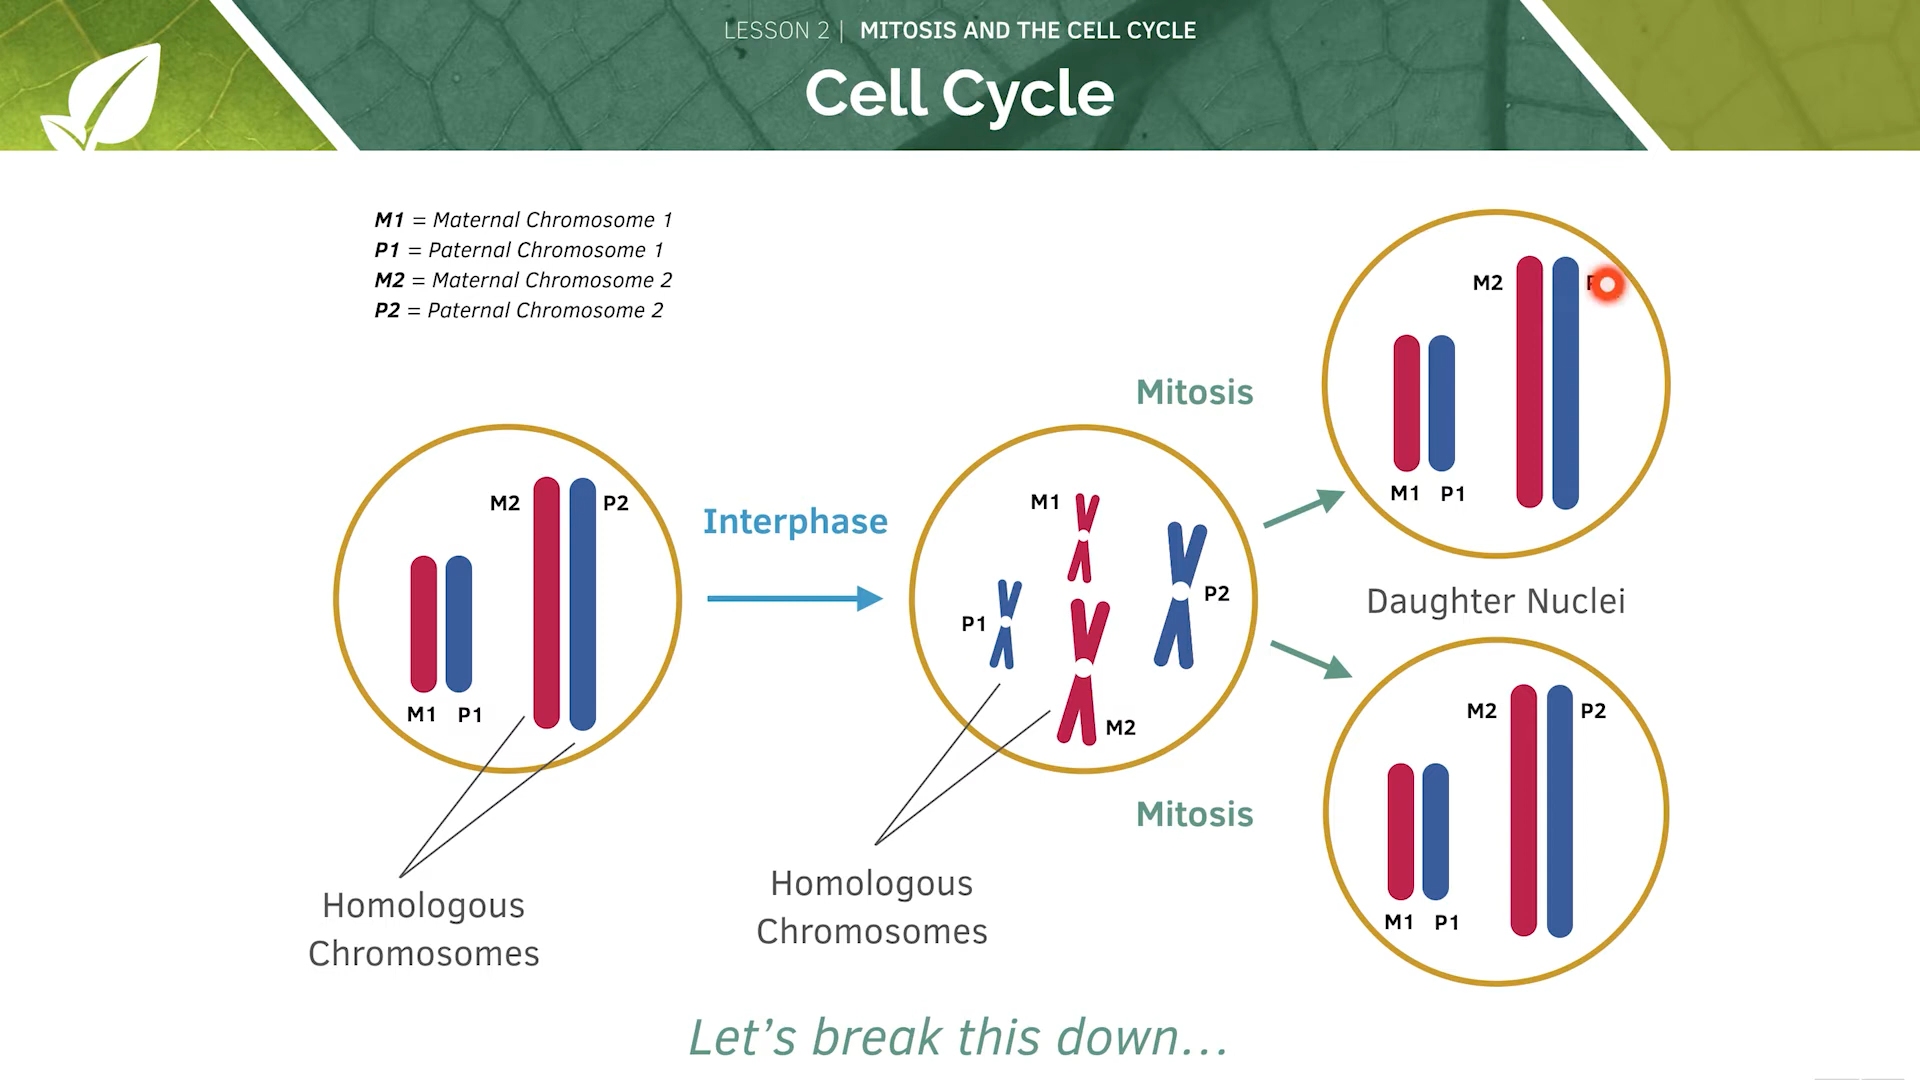 LESSON 2 | MITOSIS AND THE CELL CYCLE
Cell Cycle
M1 = Maternal Chromosome 1
P1 = Paternal Chromosome 1
M2 = Maternal Chromosome 2
P2 = Paternal Chromosome 2
M2 P2
M1 P1
Homologous
Chromosomes
Interphase
M1
P1
P2
M2
Homologous
Chromosomes
Mitosis
Mitosis
M2
M1 P1
Daughter Nuclei
M2 P2
M1 P1
Let's break this down...